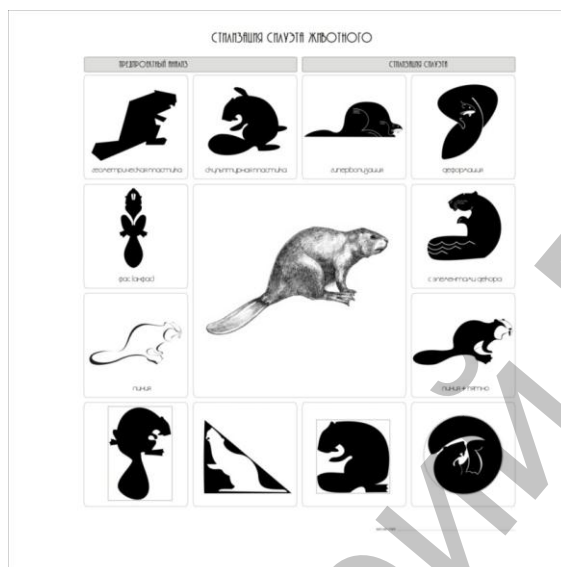 СТИЛИЗАЦИЯ СИЛУЭТА ЖИВОТНОГО
ПРЕДПРОЕКТНЫЙ АНАЛИЗ
СТИЛИЗАЦИЯ СИЛУЭТА
геометрическая пластика
скульптурная пластика
гиперболизация
деформация
фас (анфас)
с элементами декора
линия
линия + пятно